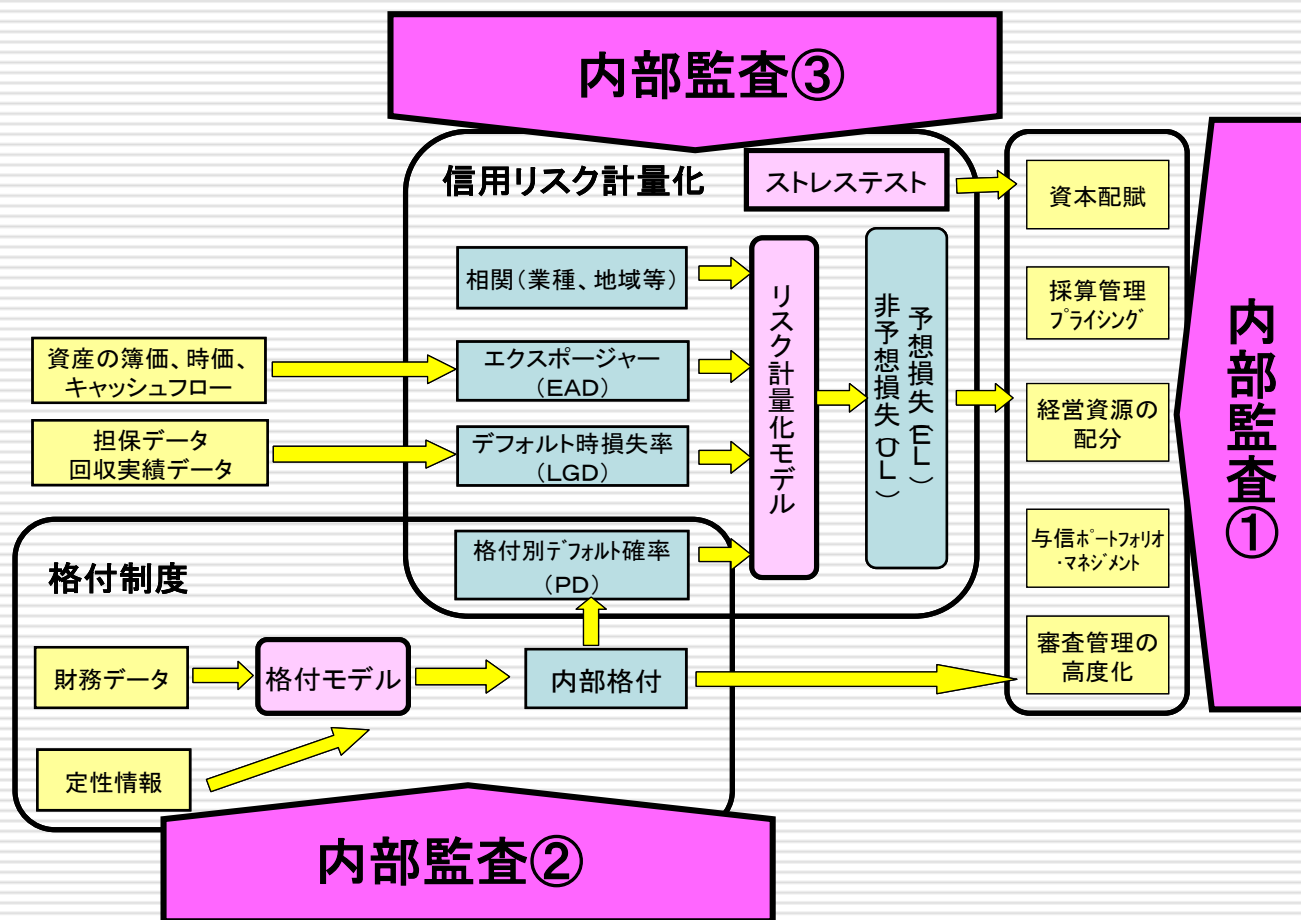 内部監査③
信用リスク計量化
ストレステスト
資本配賦
相関（業種、地域等）
採算管理
ﾌﾟﾗｲｼﾝｸﾞ
資産の簿価、時価、
キャッシュフロー
エクスポージャー
（EAD）
リスク計量化モデル
予想損失（EL）
非予想損失（UL）
経営資源の
配分
内部監査①
担保データ
回収実績データ
デフォルト時損失率
（LGD）
格付別ﾃﾞﾌｫﾙﾄ確率
（PD）
与信ﾎﾟｰﾄﾌｫﾘｵ
･ﾏﾈｼﾞﾒﾝﾄ
格付制度
財務データ
格付モデル
内部格付
審査管理の
高度化
定性情報
内部監査②